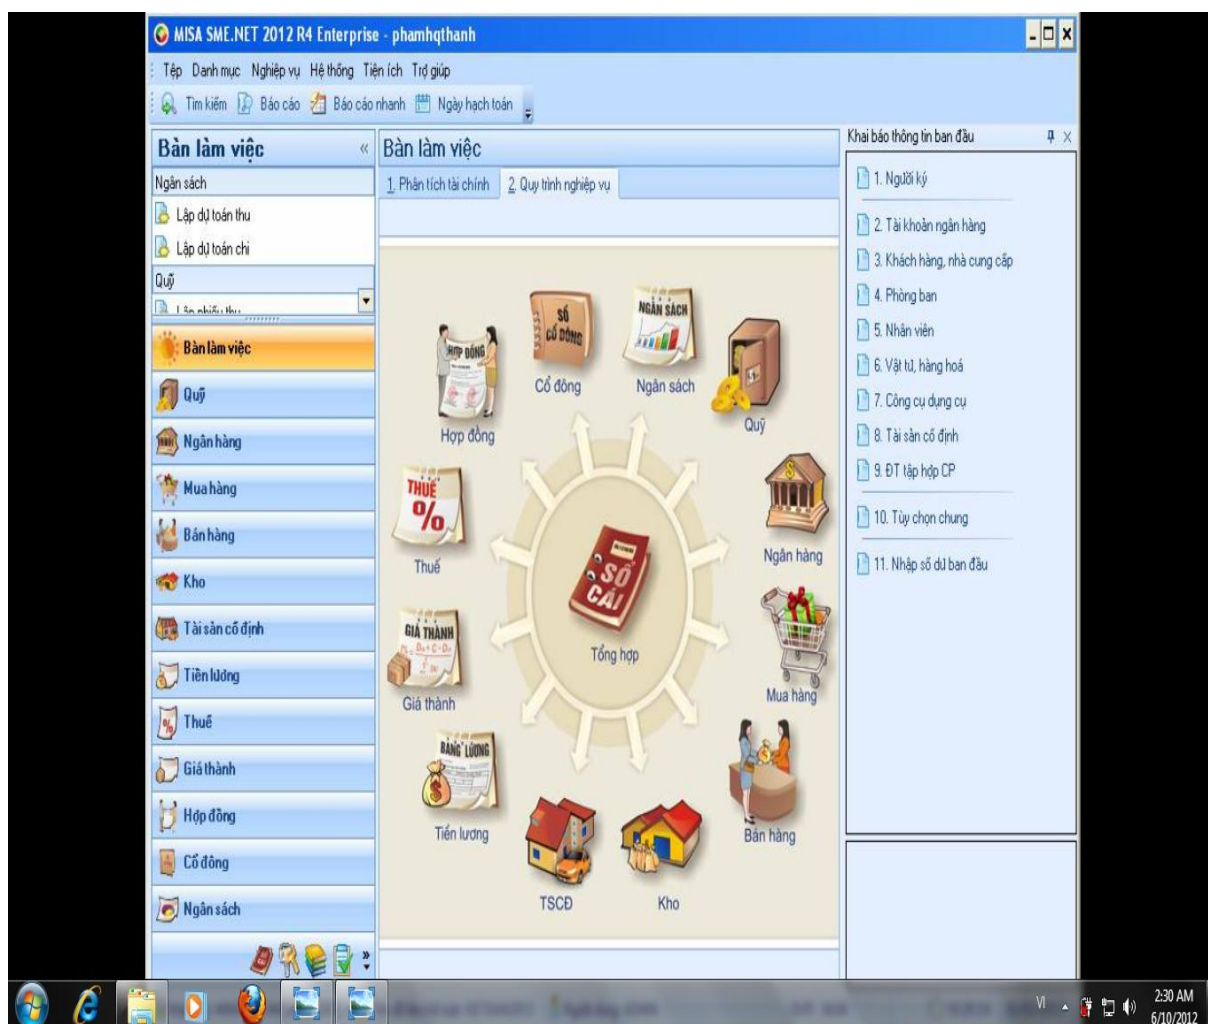 MISA SME.NET 2012 R4 Enterprise - phamhqthanh
Tệp Danh mục Nghiệp vụ Hệ thống Tiện ích Trợ giúp
Tìm kiếm Báo cáo Báo cáo nhanh Ngày hạch toán
Bàn làm việc «
Ngân sách
Lập dự toán thu
Lập dự toán chi
Quỹ
Lập phiếu thu
Bàn làm việc
Quỹ
Ngân hàng
Mua hàng
Bán hàng
Kho
Tài sản cố định
Tiền lương
Thuế
Giá thành
Hợp đồng
Cổ đông
Ngân sách
»
Bàn làm việc
1. Phân tích tài chính 2. Quy trình nghiệp vụ
HỢP ĐỒNG
Hợp đồng
SỔ
CỔ ĐÔNG
Cổ đông
NGÂN SÁCH
Ngân sách
Quỹ
THUẾ
%
Thuế
Ngân hàng
SỔ
CÁI
Tổng hợp
GIÁ THÀNH
Giá thành
Mua hàng
BẢNG LƯƠNG
Tiền lương
Bán hàng
TSCĐ
Kho
Khai báo thông tin ban đầu
1. Người ký
2. Tài khoản ngân hàng
3. Khách hàng, nhà cung cấp
4. Phòng ban
5. Nhân viên
6. Vật tư, hàng hoá
7. Công cụ dụng cụ
8. Tài sản cố định
9. ĐT tập hợp CP
10. Tùy chọn chung
11. Nhập số dư ban đầu
VI
2:30 AM
6/10/2012